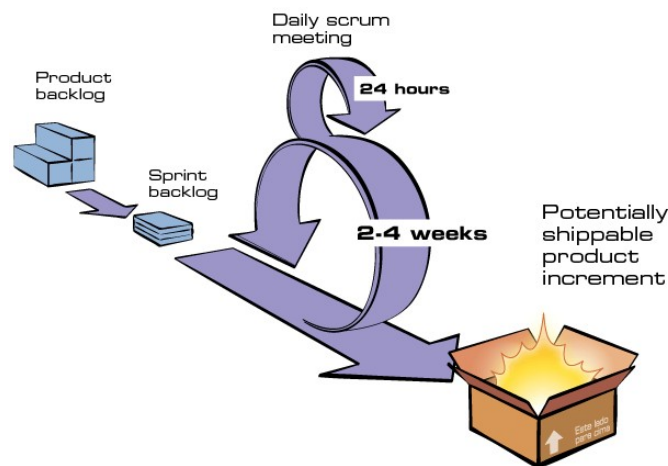 Daily scrum
meeting
24 hours
Product
backlog
Sprint
backlog
2-4 weeks
Potentially
shippable
product
increment
Este lado
para cima